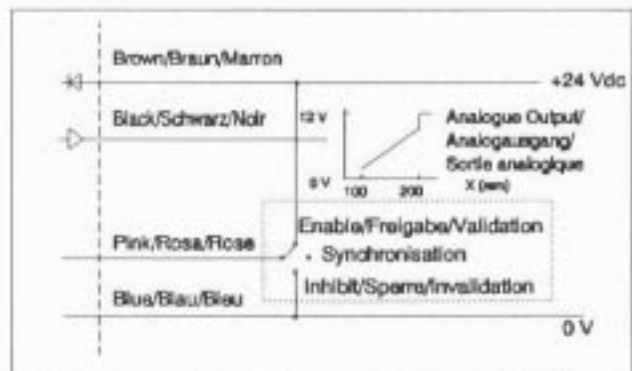 Brown/Braun/Marron
+24 Vdc
Black/Schwarz/Noir
12 V
Analogue Output/
Analogausgang/
Sortie analogique
0 V
100
200
X (mm)
Enable/Freigabe/Validation
Pink/Rosa/Rose
Synchronisation
Inhibit/Sperre/Invalidation
Blue/Blau/Bleu
0 V